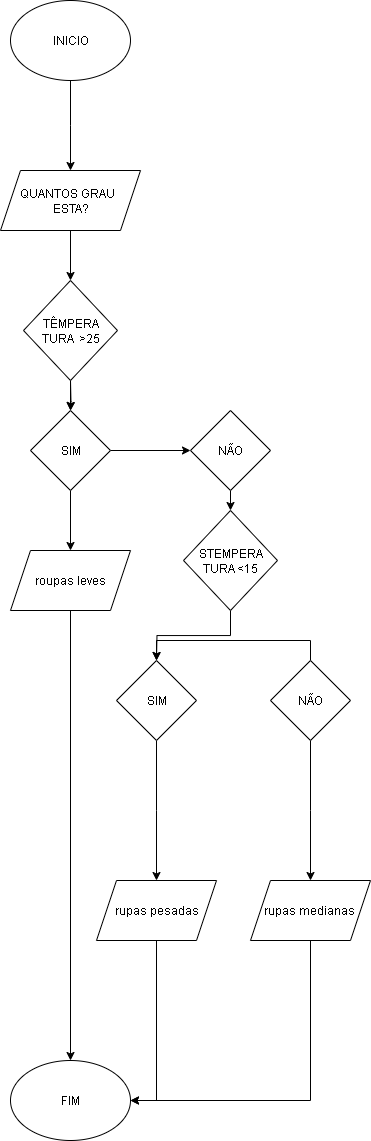 INICIO
QUANTOS GRAU
ESTA?
TÊMPERA
TURA >25
SIM
NÃO
STEMPERA
TURA <15
roupas leves
SIM
NÃO
rupas pesadas
rupas medianas
FIM